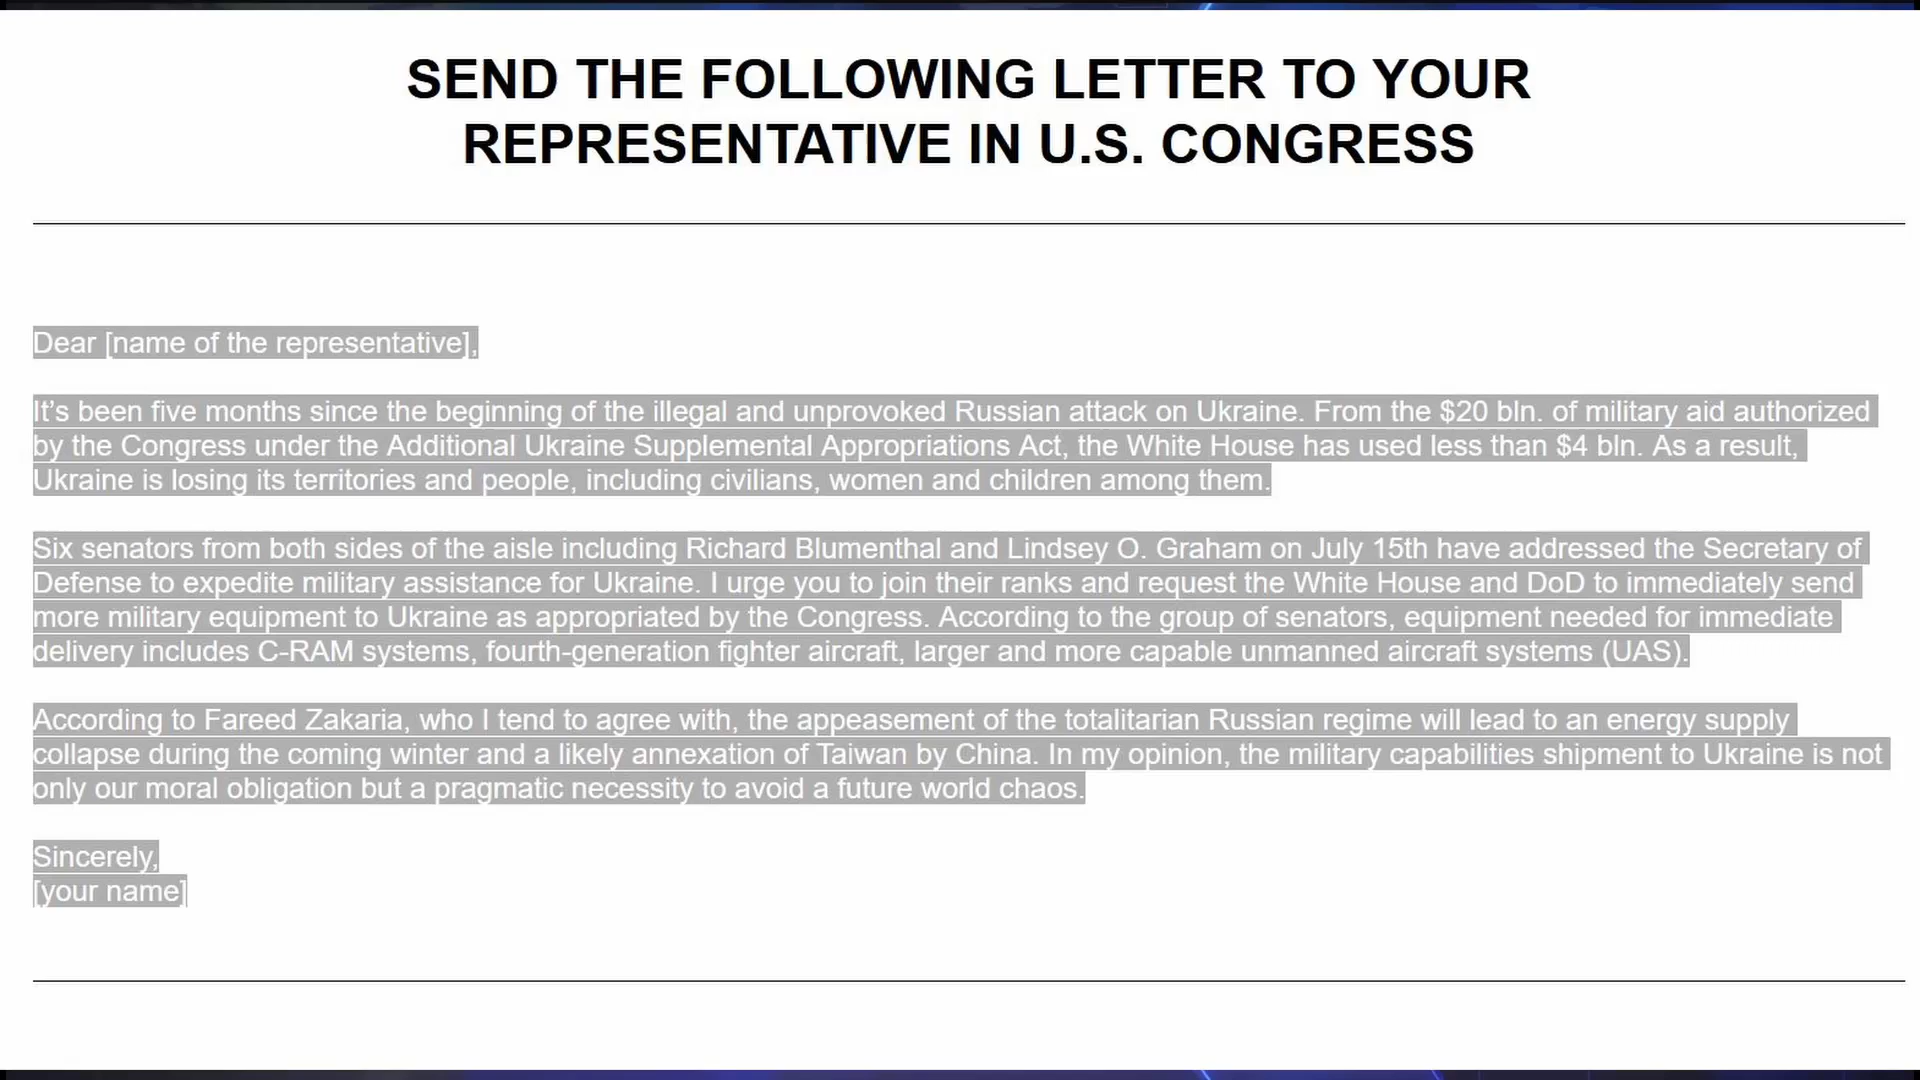 SEND THE FOLLOWING LETTER TO YOUR
REPRESENTATIVE IN U.S. CONGRESS
Dear [name of the representative],
It’s been five months since the beginning of the illegal and unprovoked Russian attack on Ukraine. From the $20 bln. of military aid authorized
by the Congress under the Additional Ukraine Supplemental Appropriations Act, the White House has used less than $4 bln. As a result,
Ukraine is losing its territories and people, including civilians, women and children among them.
Six senators from both sides of the aisle including Richard Blumenthal and Lindsey O. Graham on July 15th have addressed the Secretary of
Defense to expedite military assistance for Ukraine. I urge you to join their ranks and request the White House and DoD to immediately send
more military equipment to Ukraine as appropriated by the Congress. According to the group of senators, equipment needed for immediate
delivery includes C-RAM systems, fourth-generation fighter aircraft, larger and more capable unmanned aircraft systems (UAS).
According to Fareed Zakaria, who I tend to agree with, the appeasement of the totalitarian Russian regime will lead to an energy supply
collapse during the coming winter and a likely annexation of Taiwan by China. In my opinion, the military capabilities shipment to Ukraine is not
only our moral obligation but a pragmatic necessity to avoid a future world chaos.
Sincerely,
[your name]